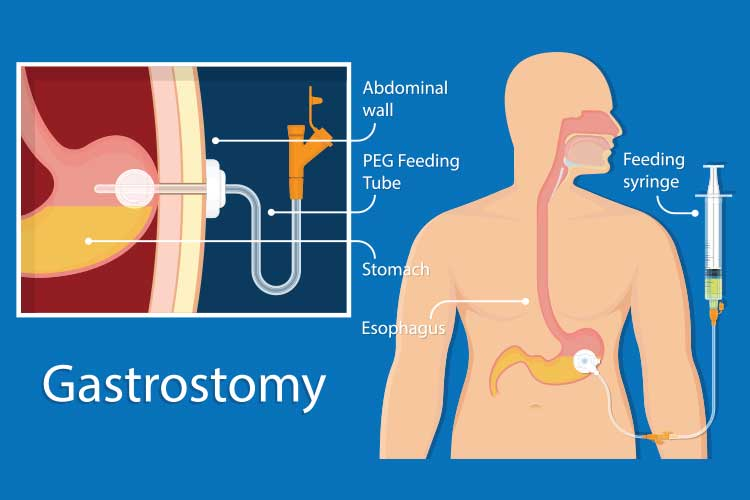 Abdominal
wall
PEG Feeding
Tube
Stomach
Esophagus
Feeding
syringe
Gastrostomy